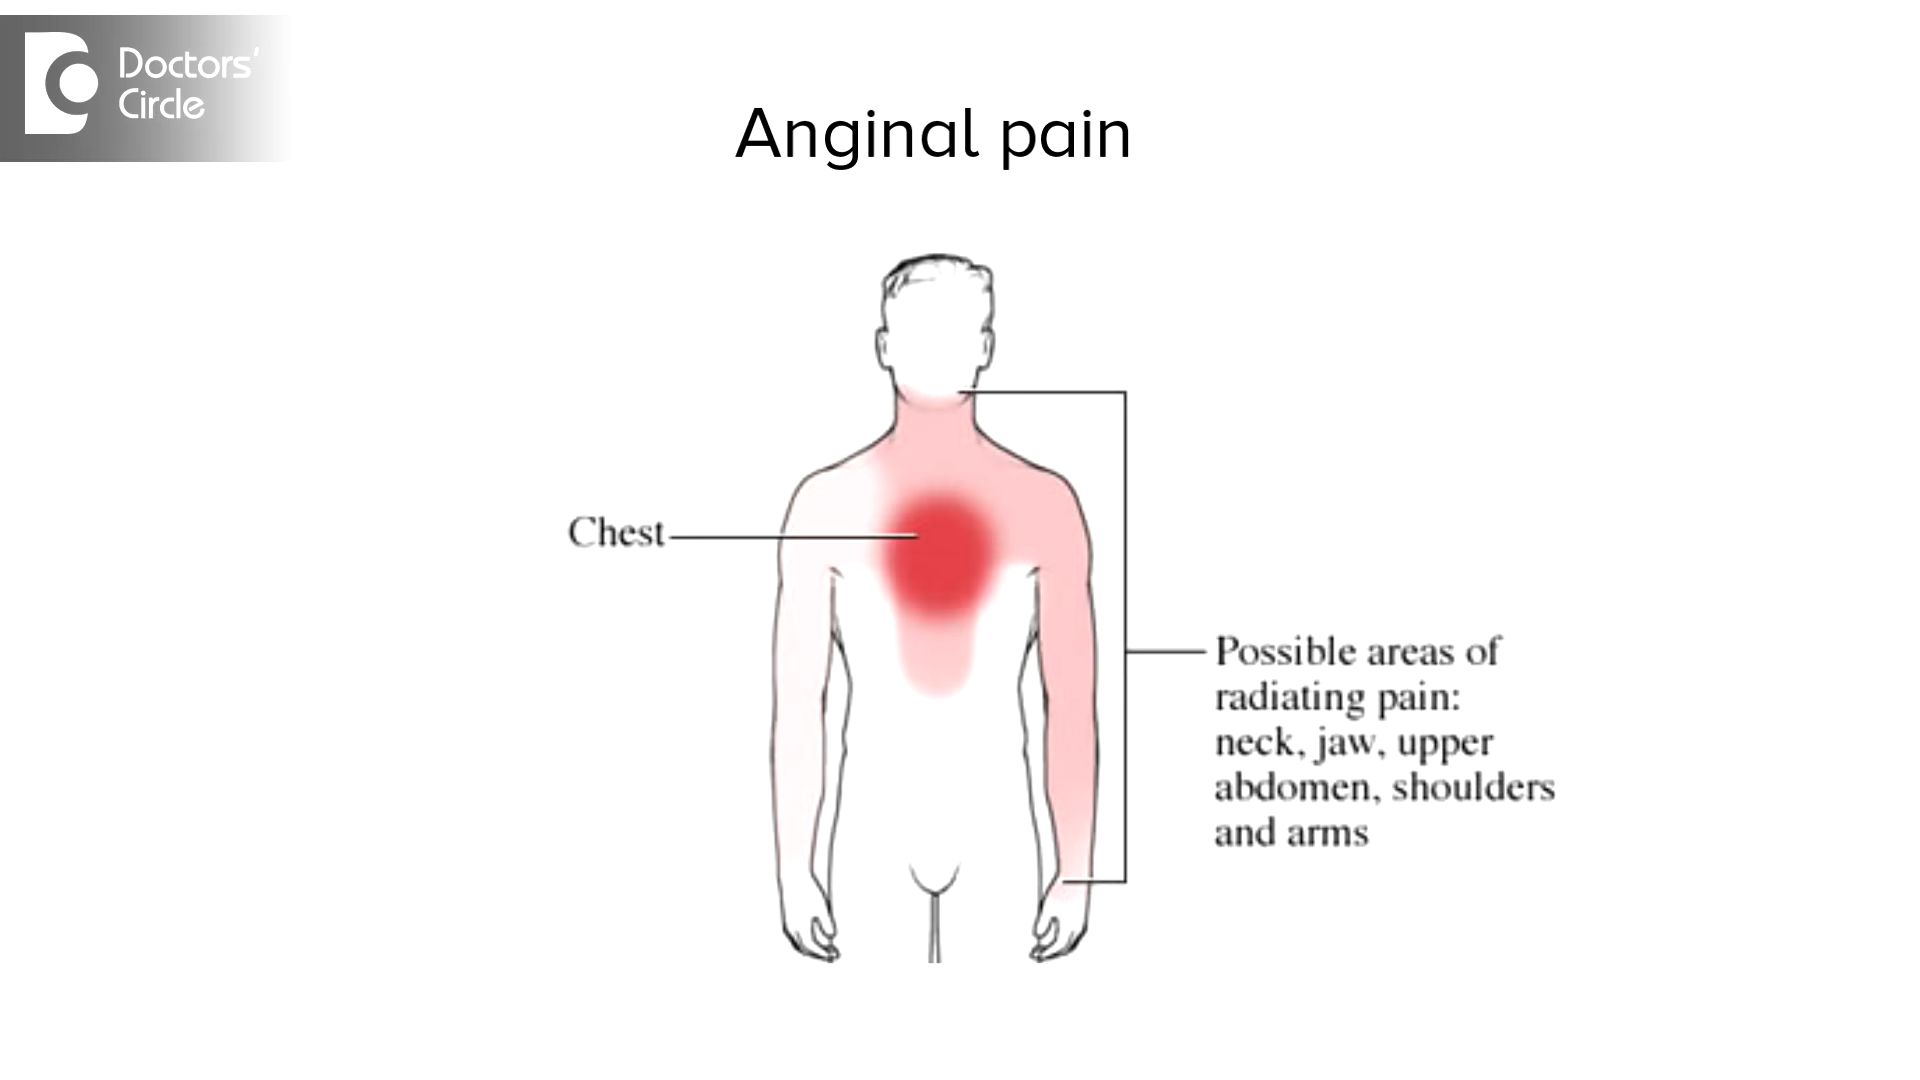 Doctors'
Circle
Anginal pain
Chest
Possible areas of
radiating pain:
neck, jaw, upper
abdomen, shoulders
and arms